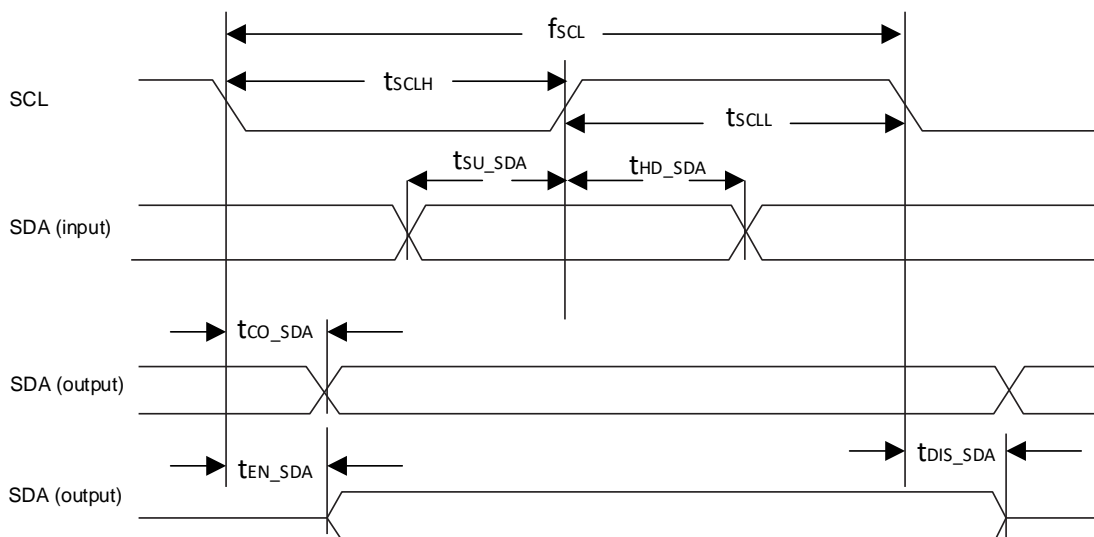 fSCL
SCL
tSCLH
tSCLL
tSU_SDA
tHD_SDA
SDA (input)
tCO_SDA
SDA (output)
tEN_SDA
tDIS_SDA
SDA (output)